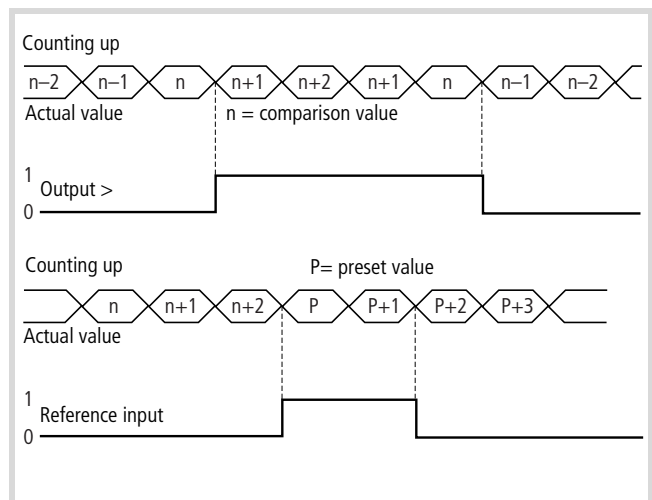 Counting up
n–2 n–1 n n+1 n+2 n+1 n n–1 n–2
Actual value n = comparison value
1
Output >
0
Counting up P= preset value
n n+1 n+2 P P+1 P+2 P+3
Actual value
1
Reference input
0